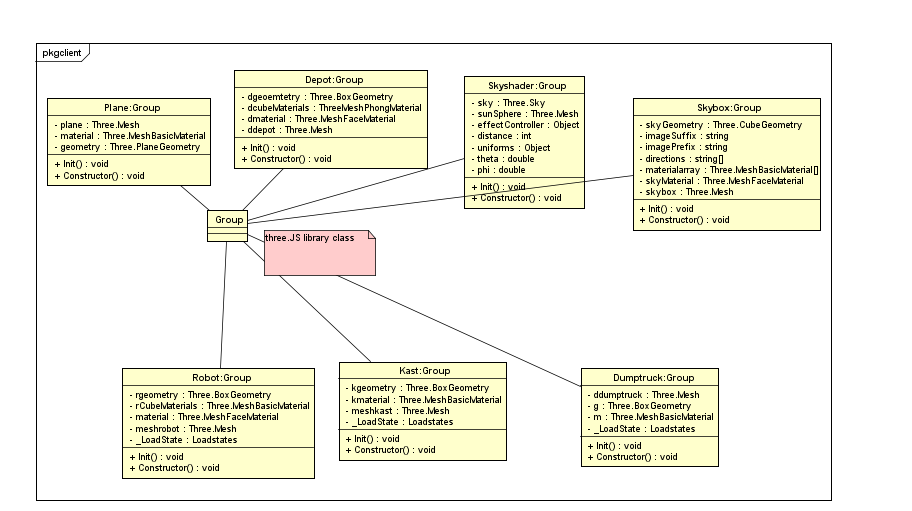 pkgclient
Plane:Group
- plane : Three.Mesh
- material : Three.MeshBasicMaterial
- geometry : Three.PlaneGeometry
+ Init() : void
+ Constructor() : void
Depot:Group
- dgeoemtetry : Three.BoxGeometry
- dcubeMaterials : ThreeMeshPhongMaterial
- dmaterial : Three.MeshFaceMaterial
- ddepot : Three.Mesh
+ Init() : void
+ Constructor() : void
Skyshader:Group
- sky : Three.Sky
- sunSphere : Three.Mesh
- effectController : Object
- distance : int
- uniforms : Object
- theta : double
- phi : double
+ Init() : void
+ Constructor() : void
Skybox:Group
- skyGeometry : Three.CubeGeometry
- imageSuffix : string
- imagePrefix : string
- directions : string[]
- materialarray : Three.MeshBasicMaterial[]
- skyMaterial : Three.MeshFaceMaterial
- skybox : Three.Mesh
+ Init() : void
+ Constructor() : void
Group
three.JS library class
Robot:Group
- rgeometry : Three.BoxGeometry
- rCubeMaterials : Three.MeshBasicMaterial
- material : Three.MeshFaceMaterial
- meshrobot : Three.Mesh
- _LoadState : Loadstates
+ Init() : void
+ Constructor() : void
Kast:Group
- kgeometry : Three.BoxGeometry
- kmaterial : Three.MeshBasicMaterial
- meshkast : Three.Mesh
- _LoadState : Loadstates
+ Init() : void
+ Constructor() : void
Dumptruck:Group
- ddumptruck : Three.Mesh
- g : Three.BoxGeometry
- m : Three.MeshBasicMaterial
- _LoadState : Loadstates
+ Init() : void
+ Constructor() : void